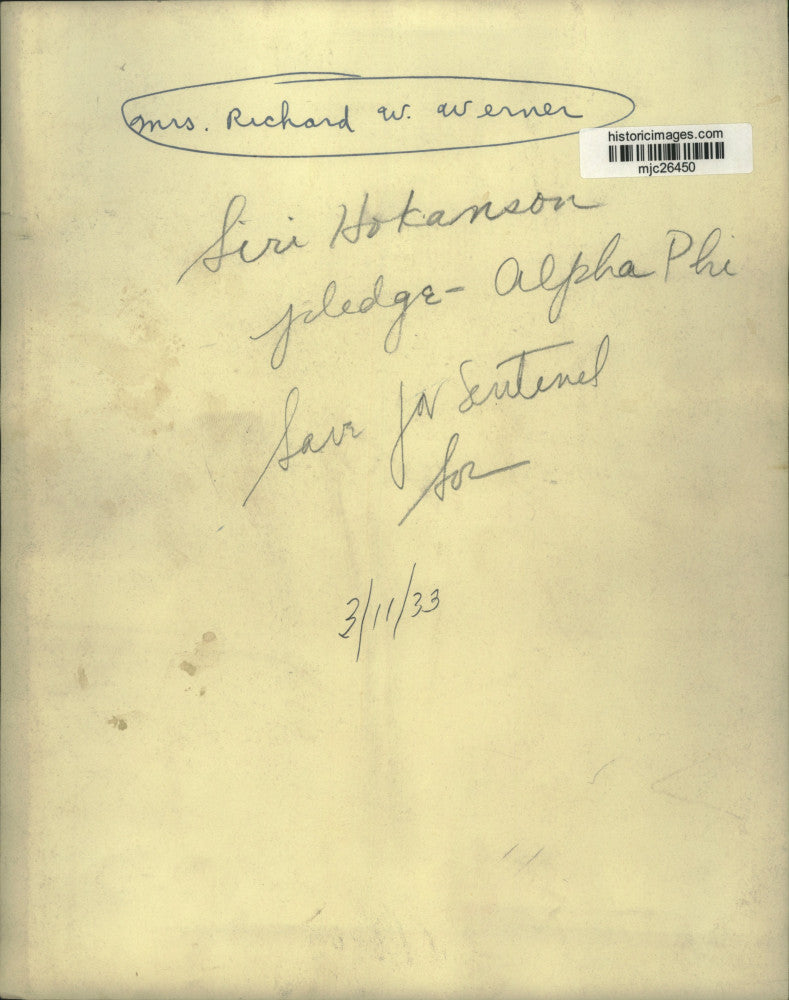 mrs. Richard W. Werner
historicimages.com
mjc26450
Siri Hokanson
pledge- Alpha Phi
Save for Sentinel
Soc
3/11/33